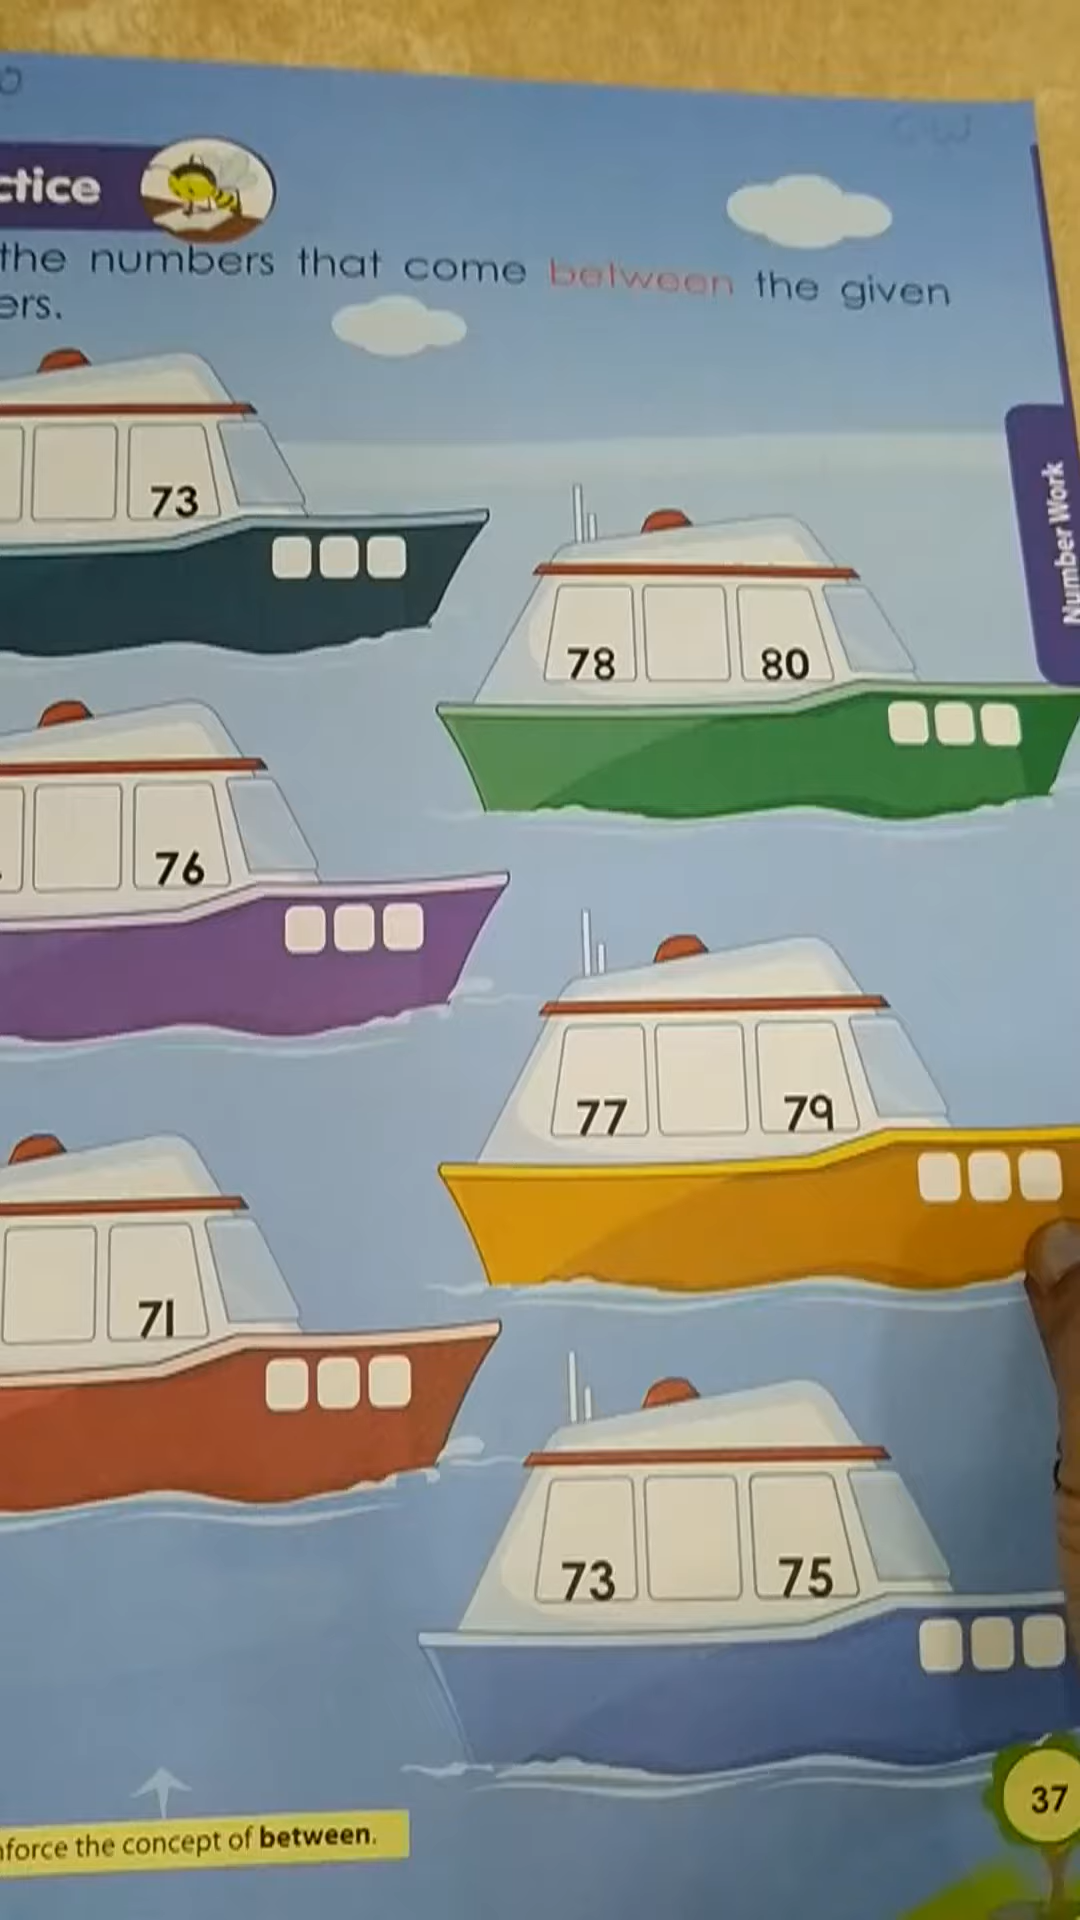 ctice
the numbers that come between the given
ers.
73
78 80
76
77 79
71
73 75
Number Work
nforce the concept of between.
37